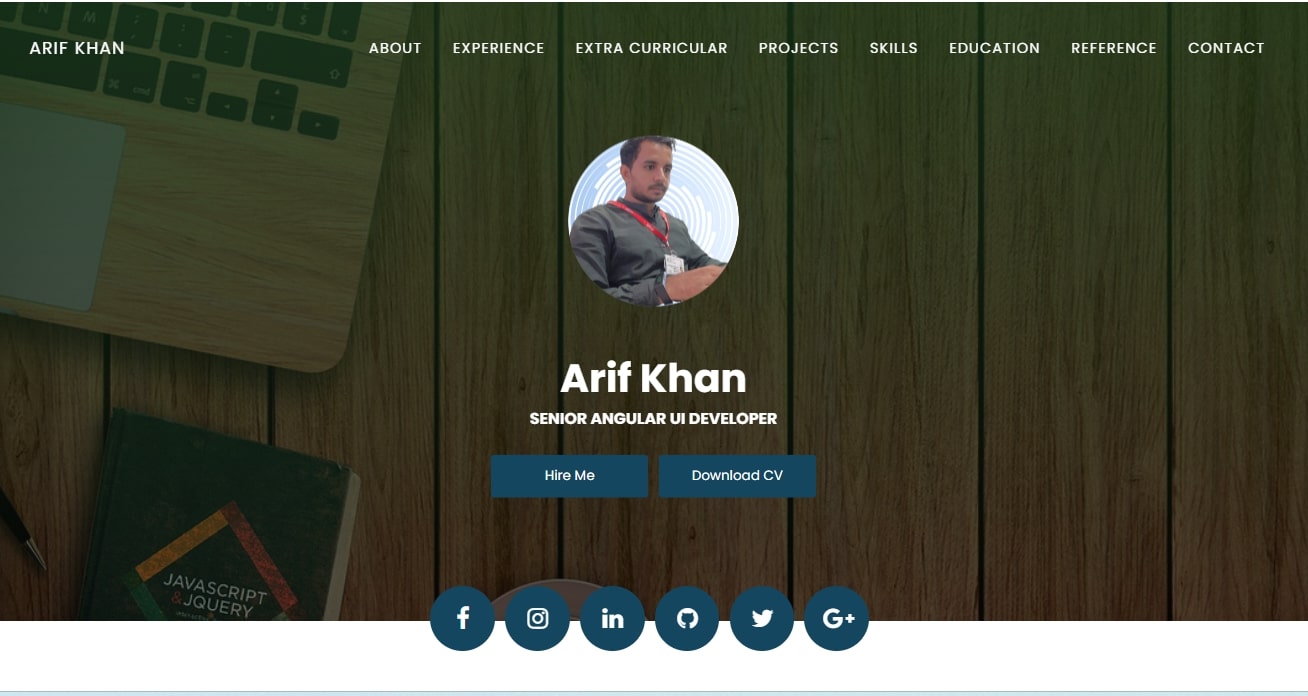 ARIF KHAN
ABOUT EXPERIENCE EXTRA CURRICULAR PROJECTS SKILLS EDUCATION REFERENCE CONTACT
Arif Khan
SENIOR ANGULAR UI DEVELOPER
Hire Me Download CV
JAVASCRIPT
&JQUERY
G+